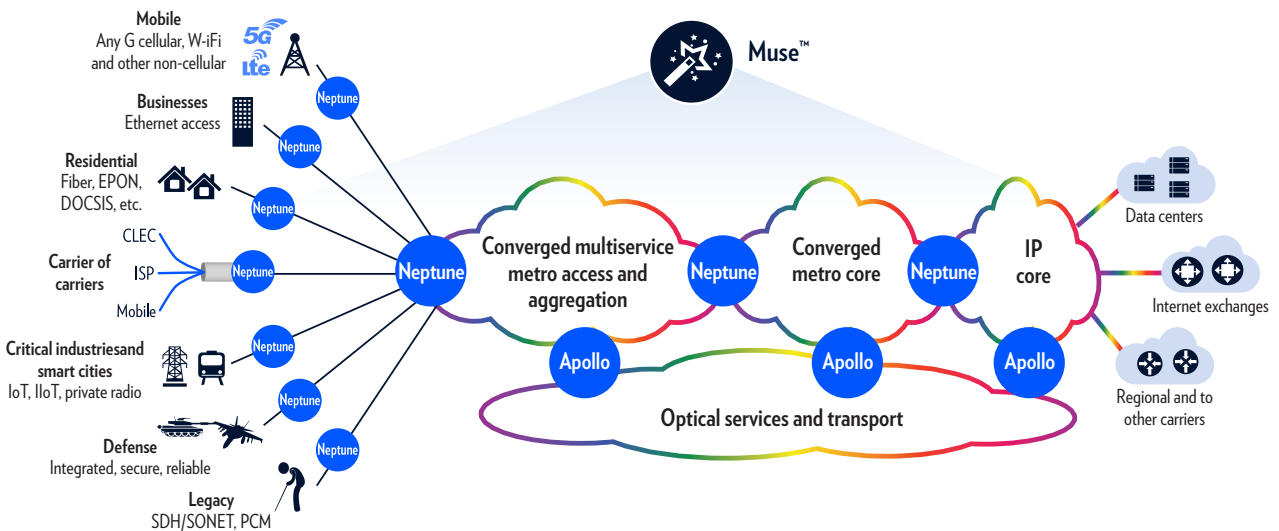 Mobile
Any G cellular, W-iFi
and other non-cellular
5G
Lte
Neptune
Businesses
Ethernet access
Neptune
Residential
Fiber, EPON,
DOCSIS, etc.
Neptune
CLEC
Carrier of
carriers
ISP
Mobile
Neptune
Critical industriesand
smart cities
IoT, IIoT, private radio
Neptune
Defense
Integrated, secure, reliable
Neptune
Legacy
SDH/SONET, PCM
Neptune
Muse™
Neptune
Converged multiservice
metro access and
aggregation
Neptune
Converged
metro core
Neptune
IP
core
Apollo
Apollo
Apollo
Optical services and transport
Data centers
Internet exchanges
Regional and to
other carriers